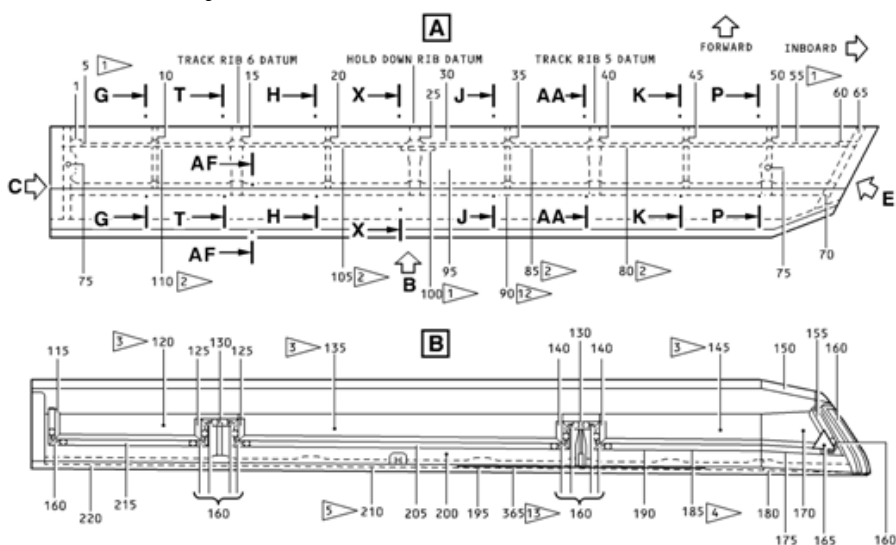 A
FORWARD INBOARD
TRACK RIB 6 DATUM HOLD DOWN RIB DATUM TRACK RIB 5 DATUM
1 5 1 10 15 20 25 30 35 40 45 50 55 1 60 65
G T H X J AA K P
AF
C E
G T H X J AA K P
AF
B
75 110 2 105 2 100 1 95 90 12 85 2 80 2 75 70
B
115 3 120 125 130 125 3 135 140 130 140 3 145 150 155 160
H
160 220 215 160 5 210 205 200 195 365 13 160 190 185 4 180 175 170 165 160